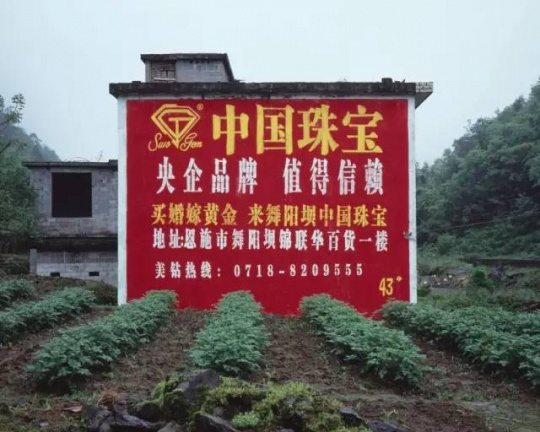 Sun Gem ® 中国珠宝
央企品牌 值得信赖
买婚嫁黄金 来舞阳坝中国珠宝
地址:恩施市舞阳坝锦联华百货一楼
美钻热线: 0718-8209555
43#